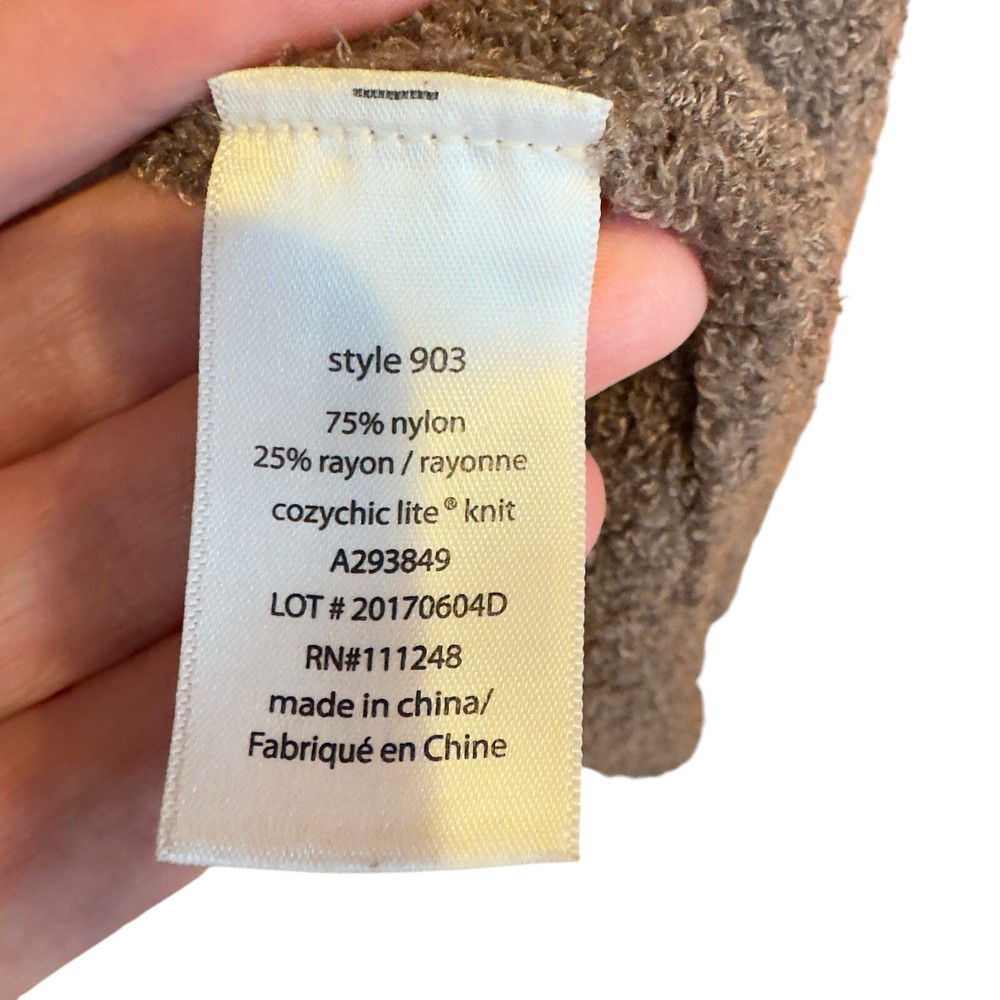 style 903
75% nylon
25% rayon / rayonne
cozychic lite® knit
A293849
LOT # 20170604D
RN#111248
made in china/
Fabriqué en Chine